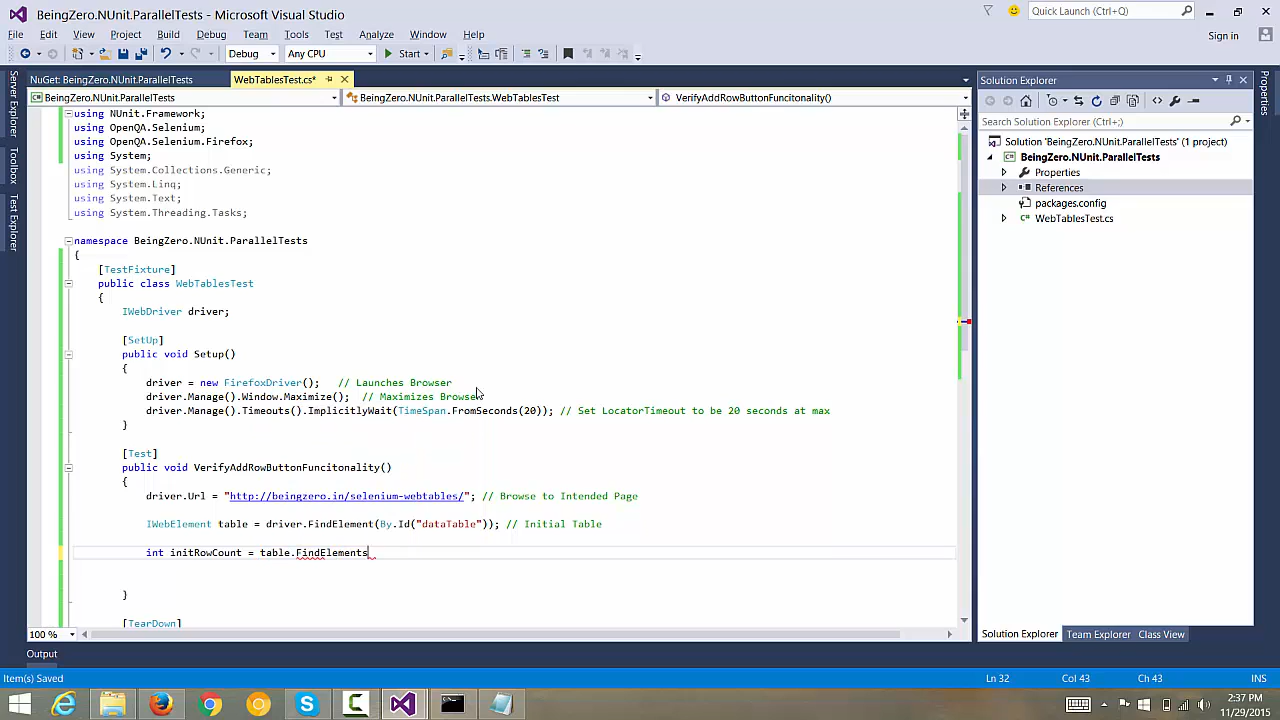 BeingZero.NUnit.ParallelTests - Microsoft Visual Studio
Quick Launch (Ctrl+Q)
File Edit View Project Build Debug Team Tools Test Analyze Window Help
Sign in
Debug Any CPU Start
Server Explorer
Toolbox
Test Explorer
NuGet: BeingZero.NUnit.ParallelTests WebTablesTest.cs*
BeingZero.NUnit.ParallelTests BeingZero.NUnit.ParallelTests.WebTablesTest VerifyAddRowButtonFuncitonality()
using NUnit.Framework;
using OpenQA.Selenium;
using OpenQA.Selenium.Firefox;
using System;
using System.Collections.Generic;
using System.Linq;
using System.Text;
using System.Threading.Tasks;
namespace BeingZero.NUnit.ParallelTests
{
[TestFixture]
public class WebTablesTest
{
IWebDriver driver;
[SetUp]
public void Setup()
{
driver = new FirefoxDriver(); // Launches Browser
driver.Manage().Window.Maximize(); // Maximizes Browse
driver.Manage().Timeouts().ImplicitlyWait(TimeSpan.FromSeconds(20)); // Set LocatorTimeout to be 20 seconds at max
}
[Test]
public void VerifyAddRowButtonFuncitonality()
{
driver.Url = "http://beingzero.in/selenium-webtables/"; // Browse to Intended Page
IWebElement table = driver.FindElement(By.Id("dataTable")); // Initial Table
int initRowCount = table.FindElements
}
[TearDown]
100 %
Solution Explorer
Search Solution Explorer (Ctrl+;)
Solution 'BeingZero.NUnit.ParallelTests' (1 project)
BeingZero.NUnit.ParallelTests
Properties
References
packages.config
WebTablesTest.cs
Solution Explorer Team Explorer Class View
Properties
Output
Item(s) Saved Ln 32 Col 43 Ch 43 INS
2:37 PM
11/29/2015